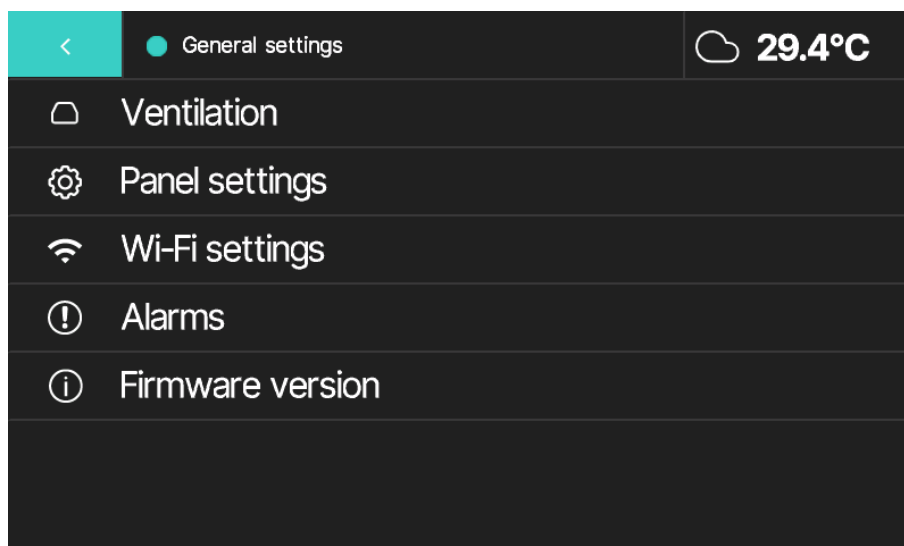 General settings
29.4°C
Ventilation
Panel settings
Wi-Fi settings
Alarms
Firmware version